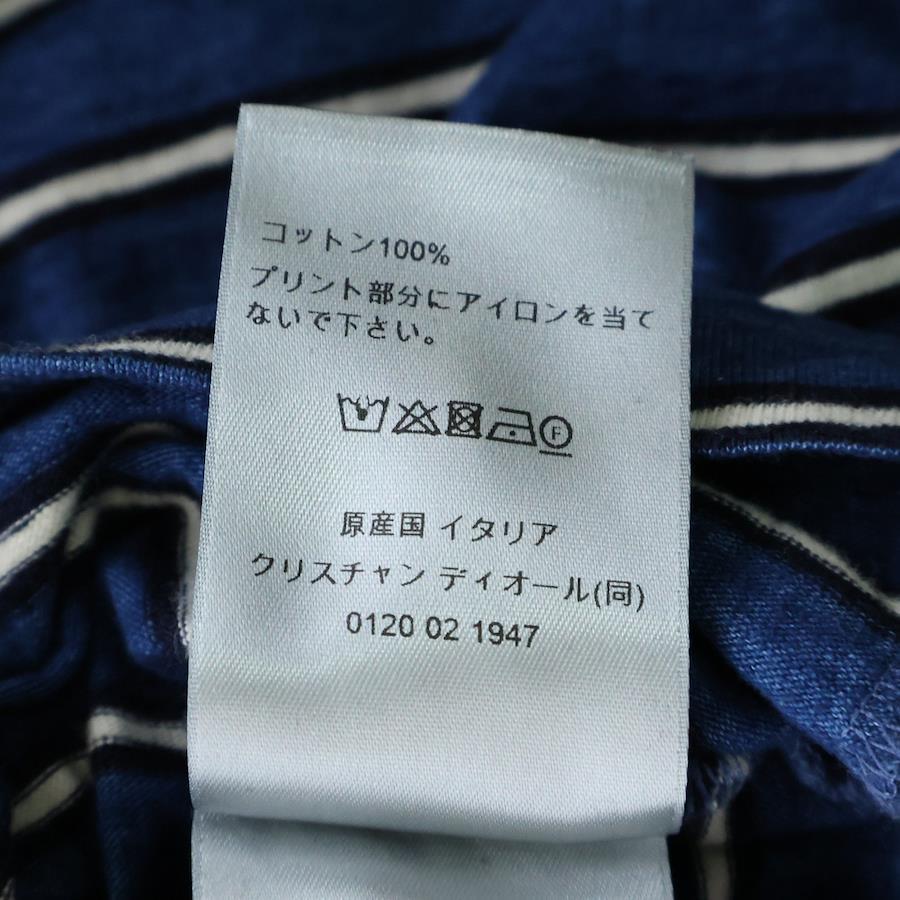 コットン100%
プリント部分にアイロンを当て
ないで下さい。
F
原産国 イタリア
クリスチャン ディオール(同)
0120 02 1947